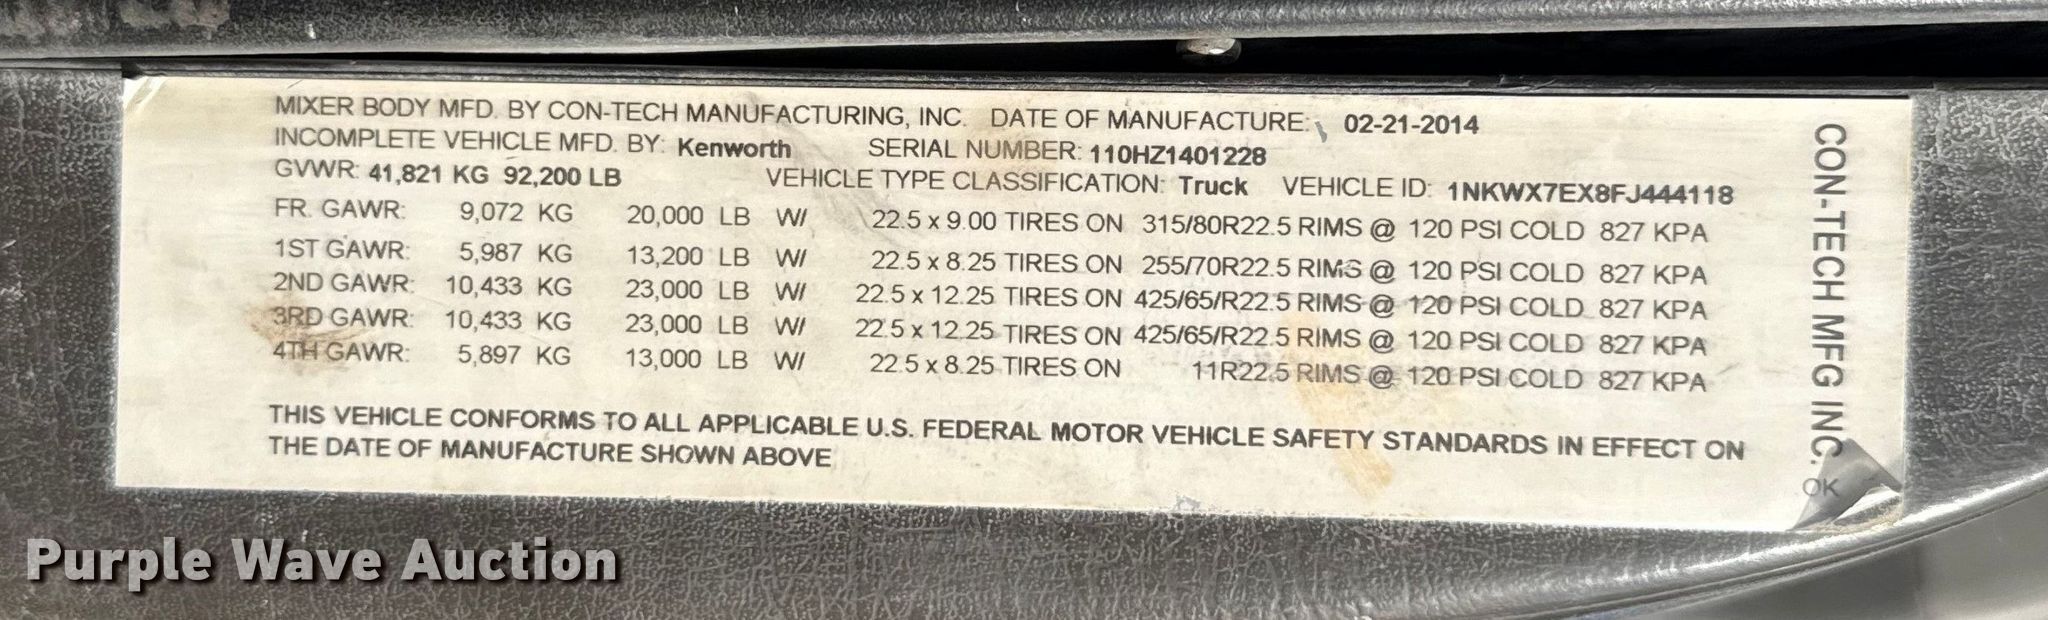 MIXER BODY MFD. BY CON-TECH MANUFACTURING, INC. DATE OF MANUFACTURE: 02-21-2014
INCOMPLETE VEHICLE MFD. BY: Kenworth SERIAL NUMBER: 110HZ1401228
GVWR: 41,821 KG 92,200 LB VEHICLE TYPE CLASSIFICATION: Truck VEHICLE ID: 1NKWX7EX8FJ444118
FR. GAWR: 9,072 KG 20,000 LB W/ 22.5 x 9.00 TIRES ON 315/80R22.5 RIMS @ 120 PSI COLD 827 KPA
1ST GAWR: 5,987 KG 13,200 LB W/ 22.5 x 8.25 TIRES ON 255/70R22.5 RIMS @ 120 PSI COLD 827 KPA
2ND GAWR: 10,433 KG 23,000 LB W/ 22.5 x 12.25 TIRES ON 425/65/R22.5 RIMS @ 120 PSI COLD 827 KPA
3RD GAWR: 10,433 KG 23,000 LB W/ 22.5 x 12.25 TIRES ON 425/65/R22.5 RIMS @ 120 PSI COLD 827 KPA
4TH GAWR: 5,897 KG 13,000 LB W/ 22.5 x 8.25 TIRES ON 11R22.5 RIMS @ 120 PSI COLD 827 KPA
THIS VEHICLE CONFORMS TO ALL APPLICABLE U.S. FEDERAL MOTOR VEHICLE SAFETY STANDARDS IN EFFECT ON
THE DATE OF MANUFACTURE SHOWN ABOVE
CON-TECH MFG INC.
OK
Purple Wave Auction